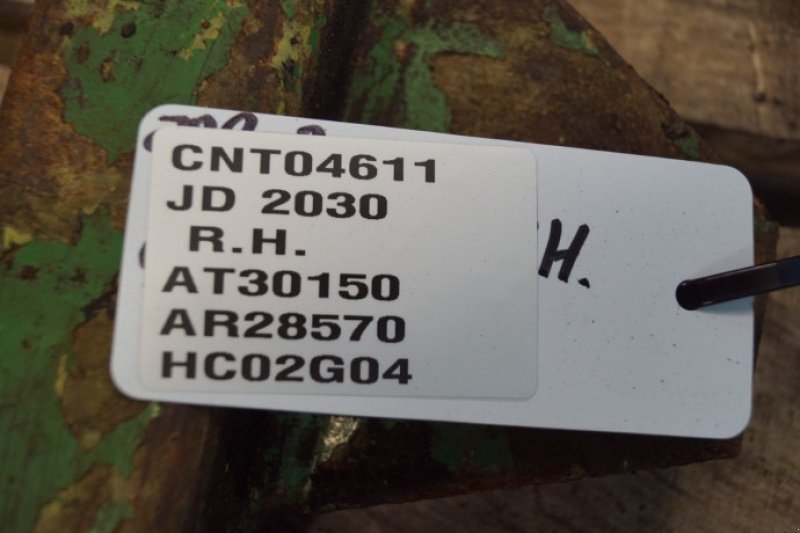 CNT04611
JD 2030
R.H.
AT30150
AR28570
HC02G04
H.